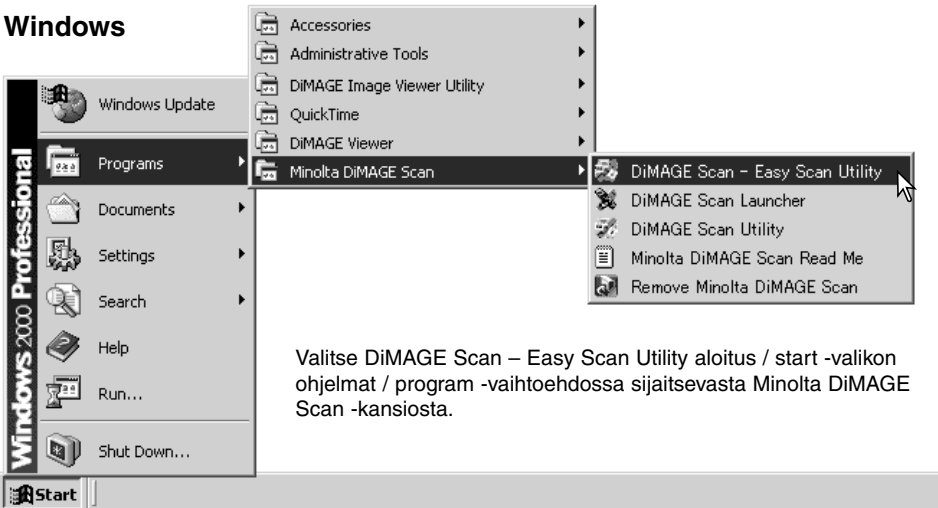 Windows
Accessories
Administrative Tools
DiMAGE Image Viewer Utility
QuickTime
DiMAGE Viewer
Minolta DiMAGE Scan
DiMAGE Scan - Easy Scan Utility
DiMAGE Scan Launcher
DiMAGE Scan Utility
Minolta DiMAGE Scan Read Me
Remove Minolta DiMAGE Scan
Windows 2000 Professional
Windows Update
Programs
Documents
Settings
Search
Help
Run...
Shut Down...
Start
Valitse DiMAGE Scan – Easy Scan Utility aloitus / start -valikon
ohjelmat / program -vaihtoehdossa sijaitsevasta Minolta DiMAGE
Scan -kansiosta.